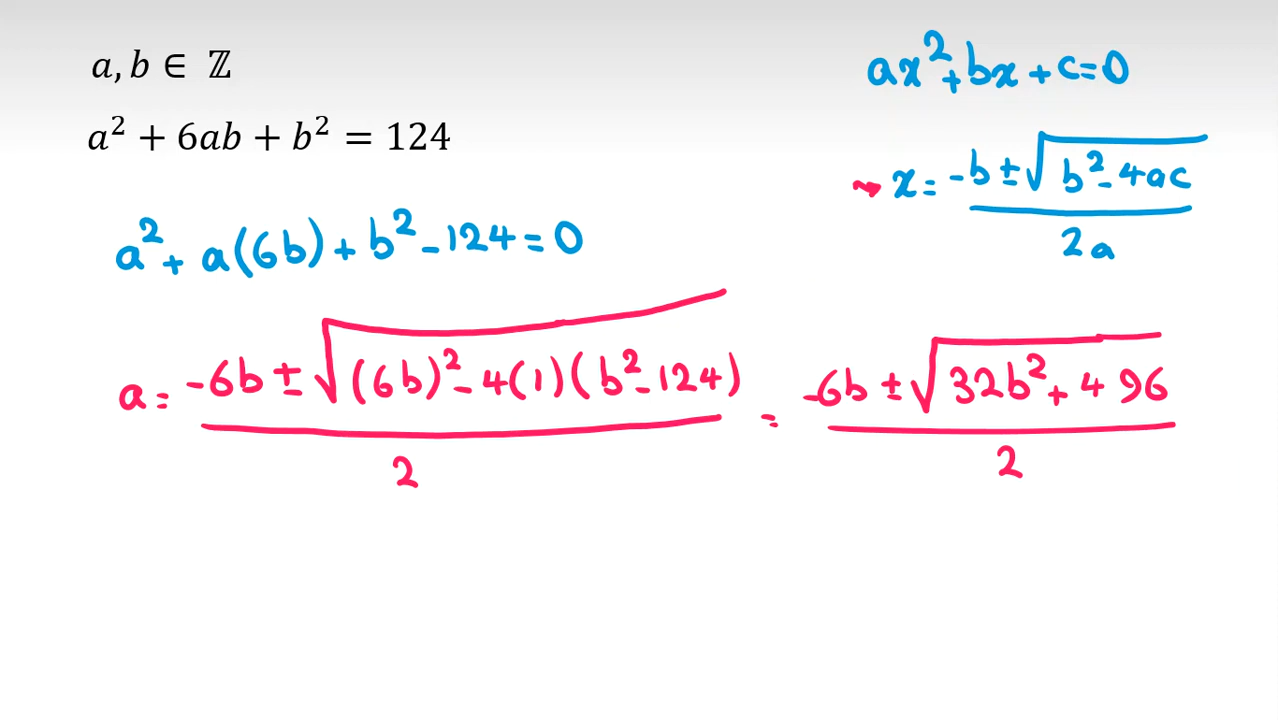 a, b ∈ ℤ
a² + 6ab + b² = 124
ax² + bx + c = 0
→ x = (-b ± √(b² - 4ac)) / 2a
a² + a(6b) + b² - 124 = 0
a = (-6b ± √((6b)² - 4(1)(b² - 124))) / 2 = (-6b ± √(32b² + 496)) / 2